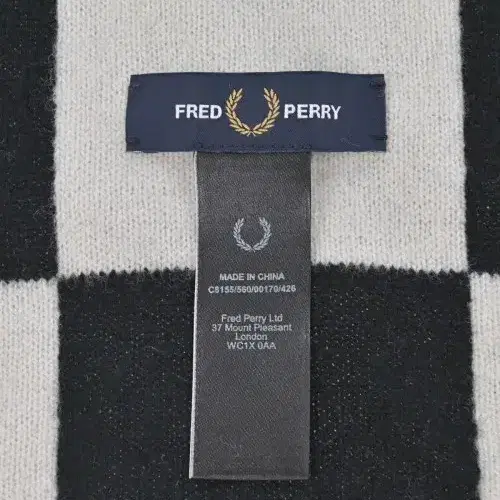 FRED PERRY
MADE IN CHINA
C8155/560/00170/426
Fred Perry Ltd
37 Mount Pleasant
London
WC1X 0AA